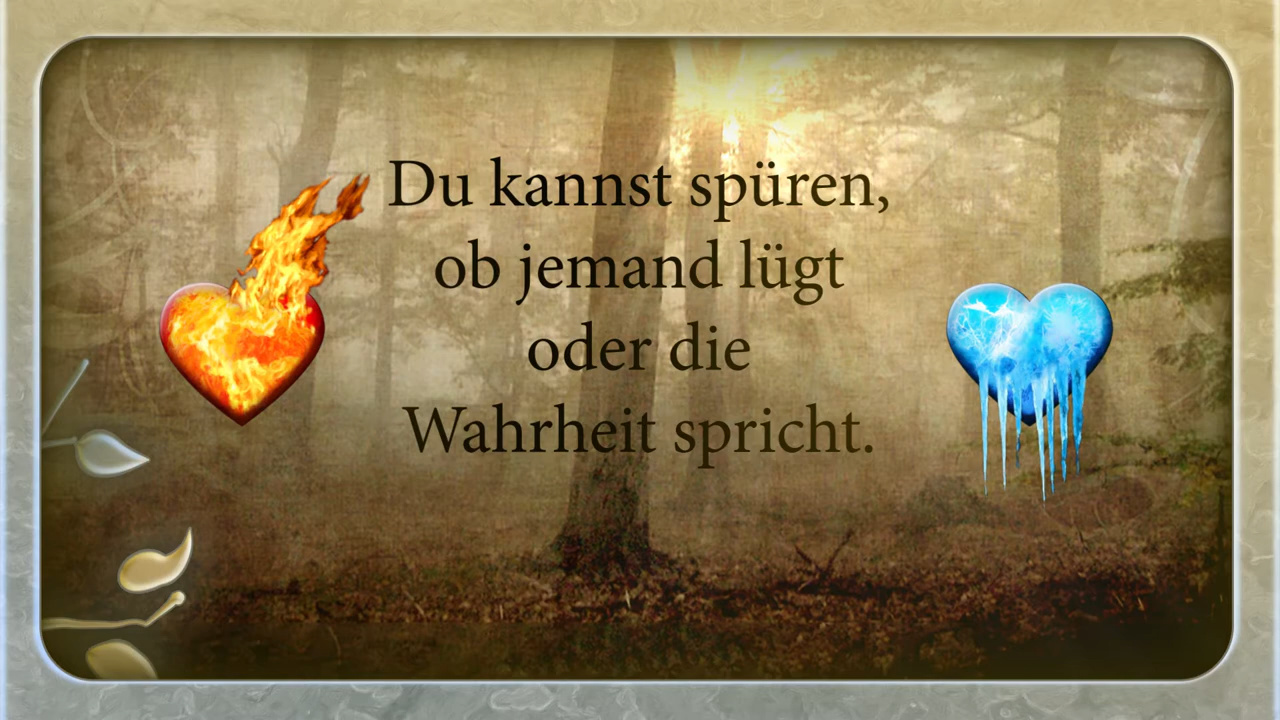 Du kannst spüren,
ob jemand lügt
oder die
Wahrheit spricht.